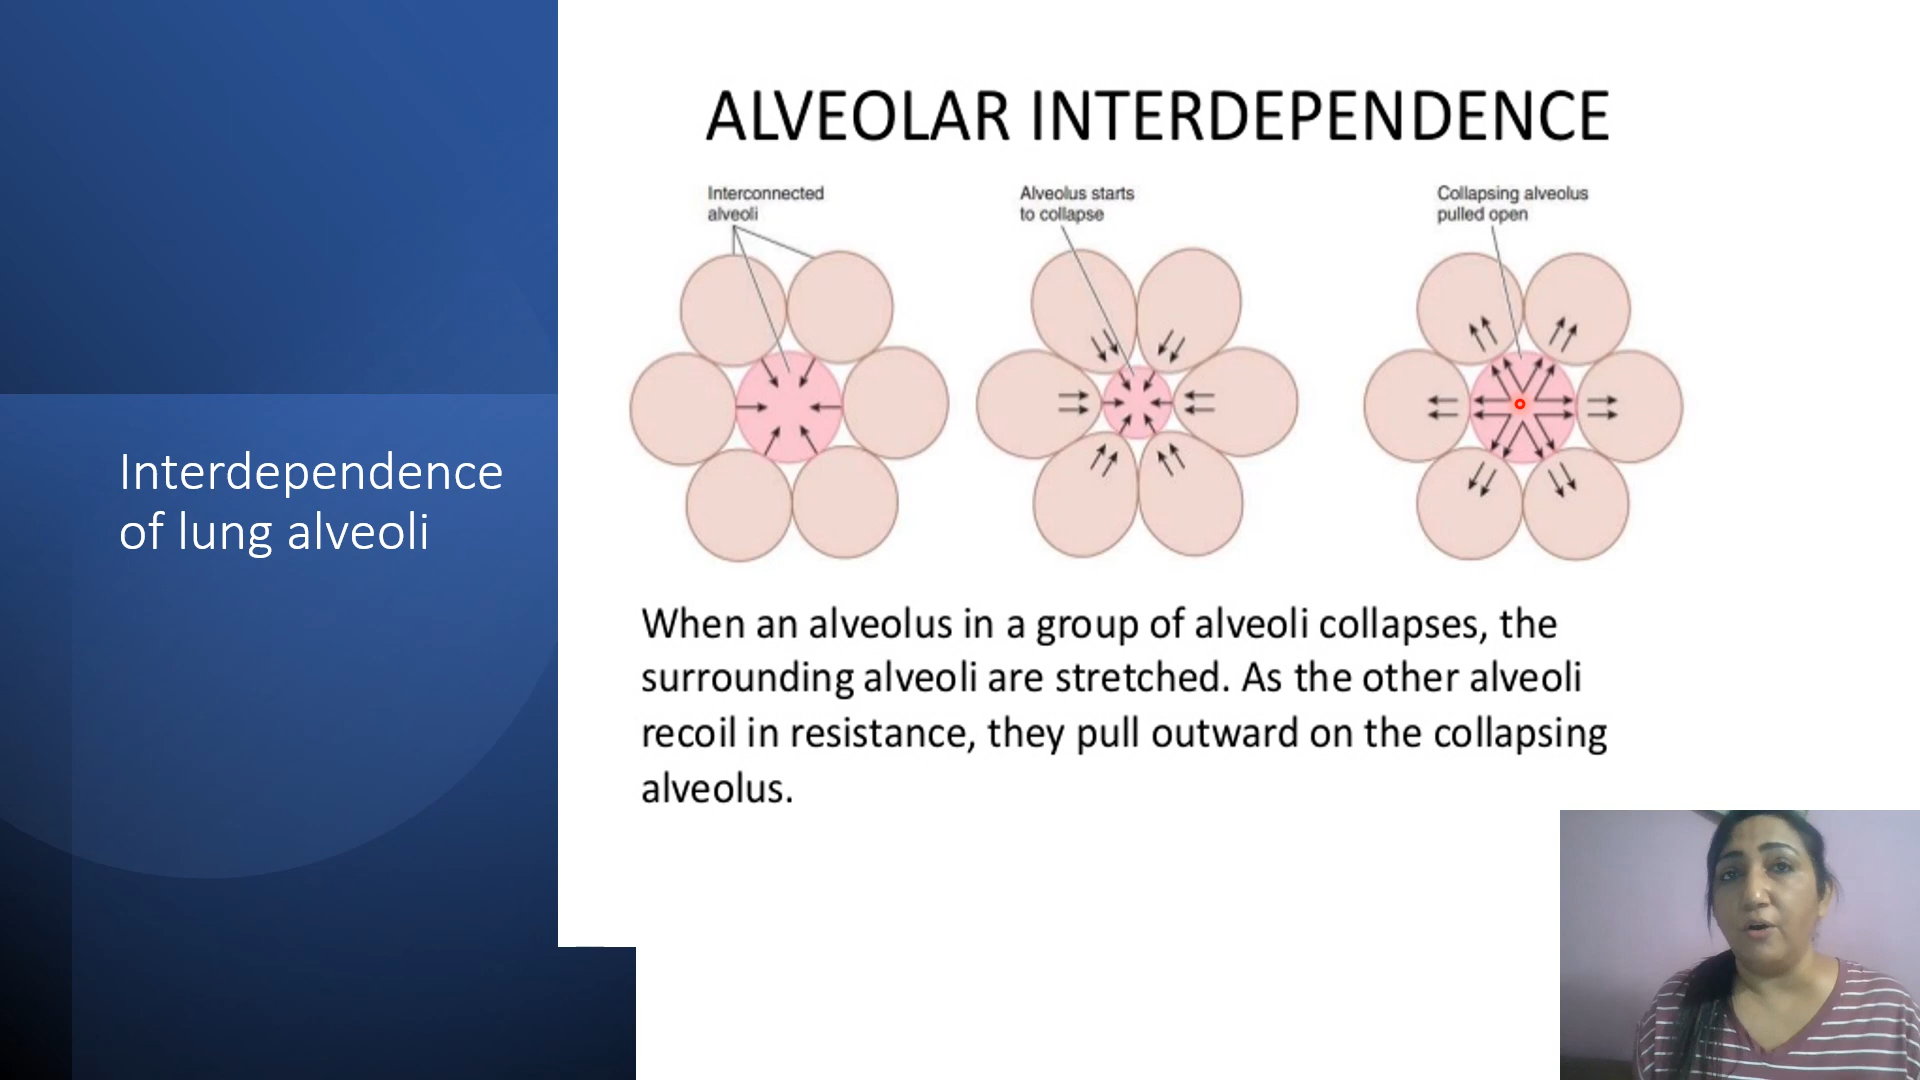 Interdependence
of lung alveoli
ALVEOLAR INTERDEPENDENCE
Interconnected
alveoli
Alveolus starts
to collapse
Collapsing alveolus
pulled open
When an alveolus in a group of alveoli collapses, the
surrounding alveoli are stretched. As the other alveoli
recoil in resistance, they pull outward on the collapsing
alveolus.